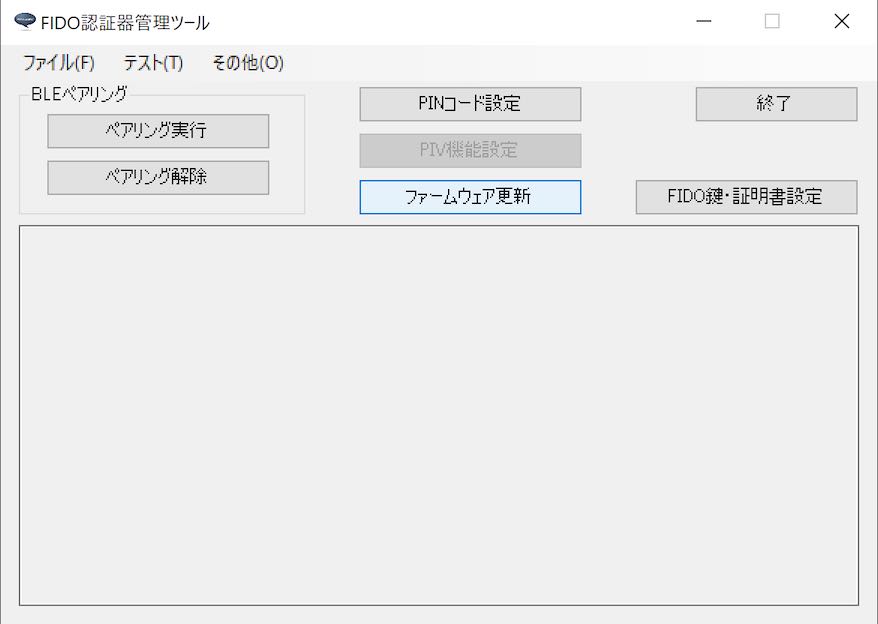 FIDO認証器管理ツール
ファイル(F) テスト(T) その他(O)
BLEペアリング
ペアリング実行
ペアリング解除
PINコード設定
PIV機能設定
ファームウェア更新
終了
FIDO鍵・証明書設定